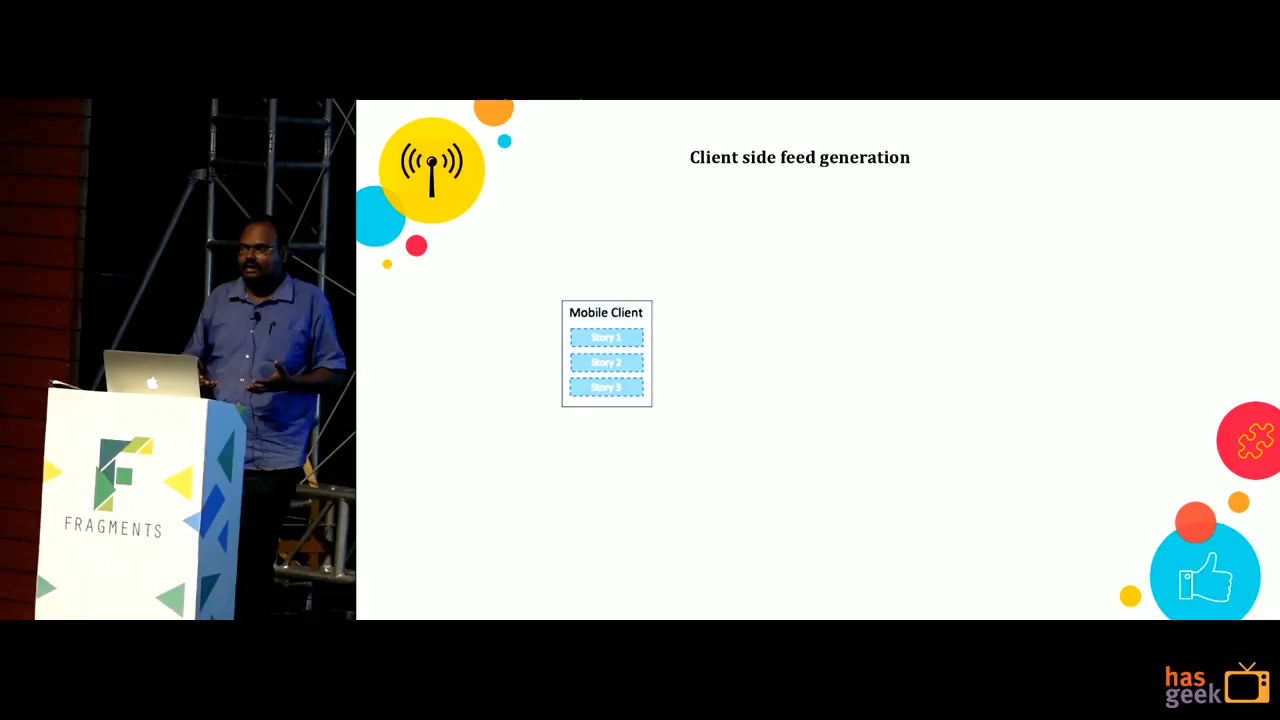 Client side feed generation
Mobile Client
Story 1
Story 2
Story 3
FRAGMENTS
has
geek